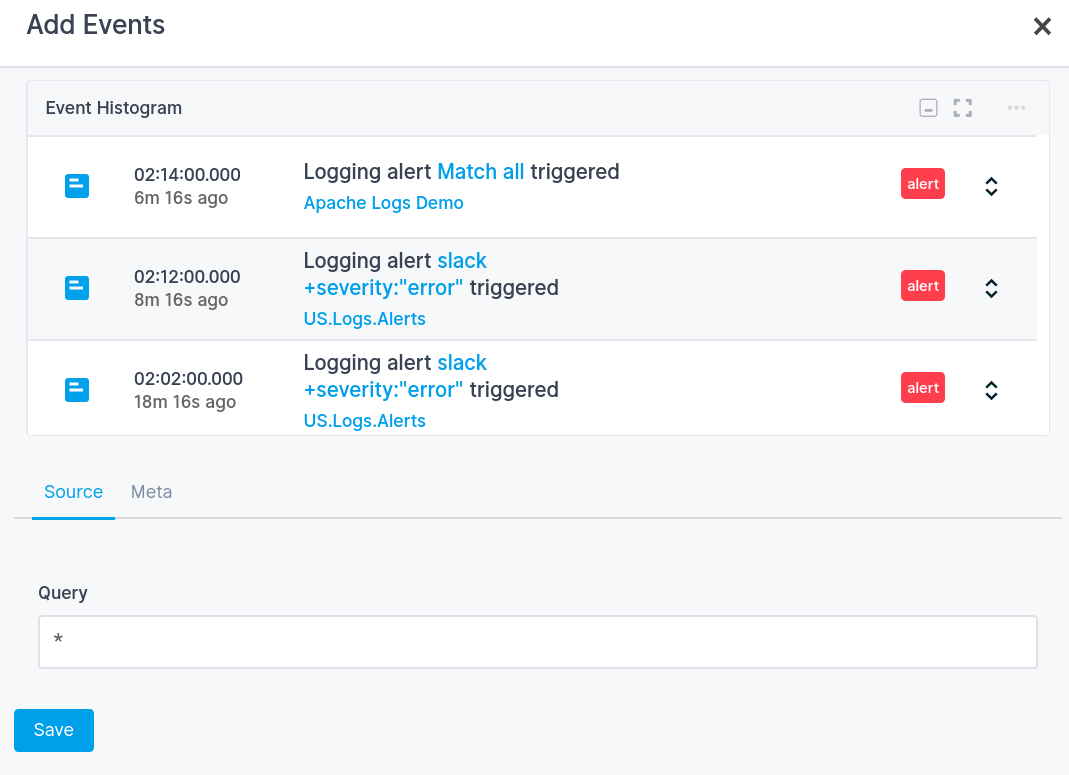 Add Events
Event Histogram
02:14:00.000
6m 16s ago
Logging alert Match all triggered
Apache Logs Demo
alert
02:12:00.000
8m 16s ago
Logging alert slack
+severity:"error" triggered
US.Logs.Alerts
alert
02:02:00.000
18m 16s ago
Logging alert slack
+severity:"error" triggered
US.Logs.Alerts
alert
Source Meta
Query
*
Save